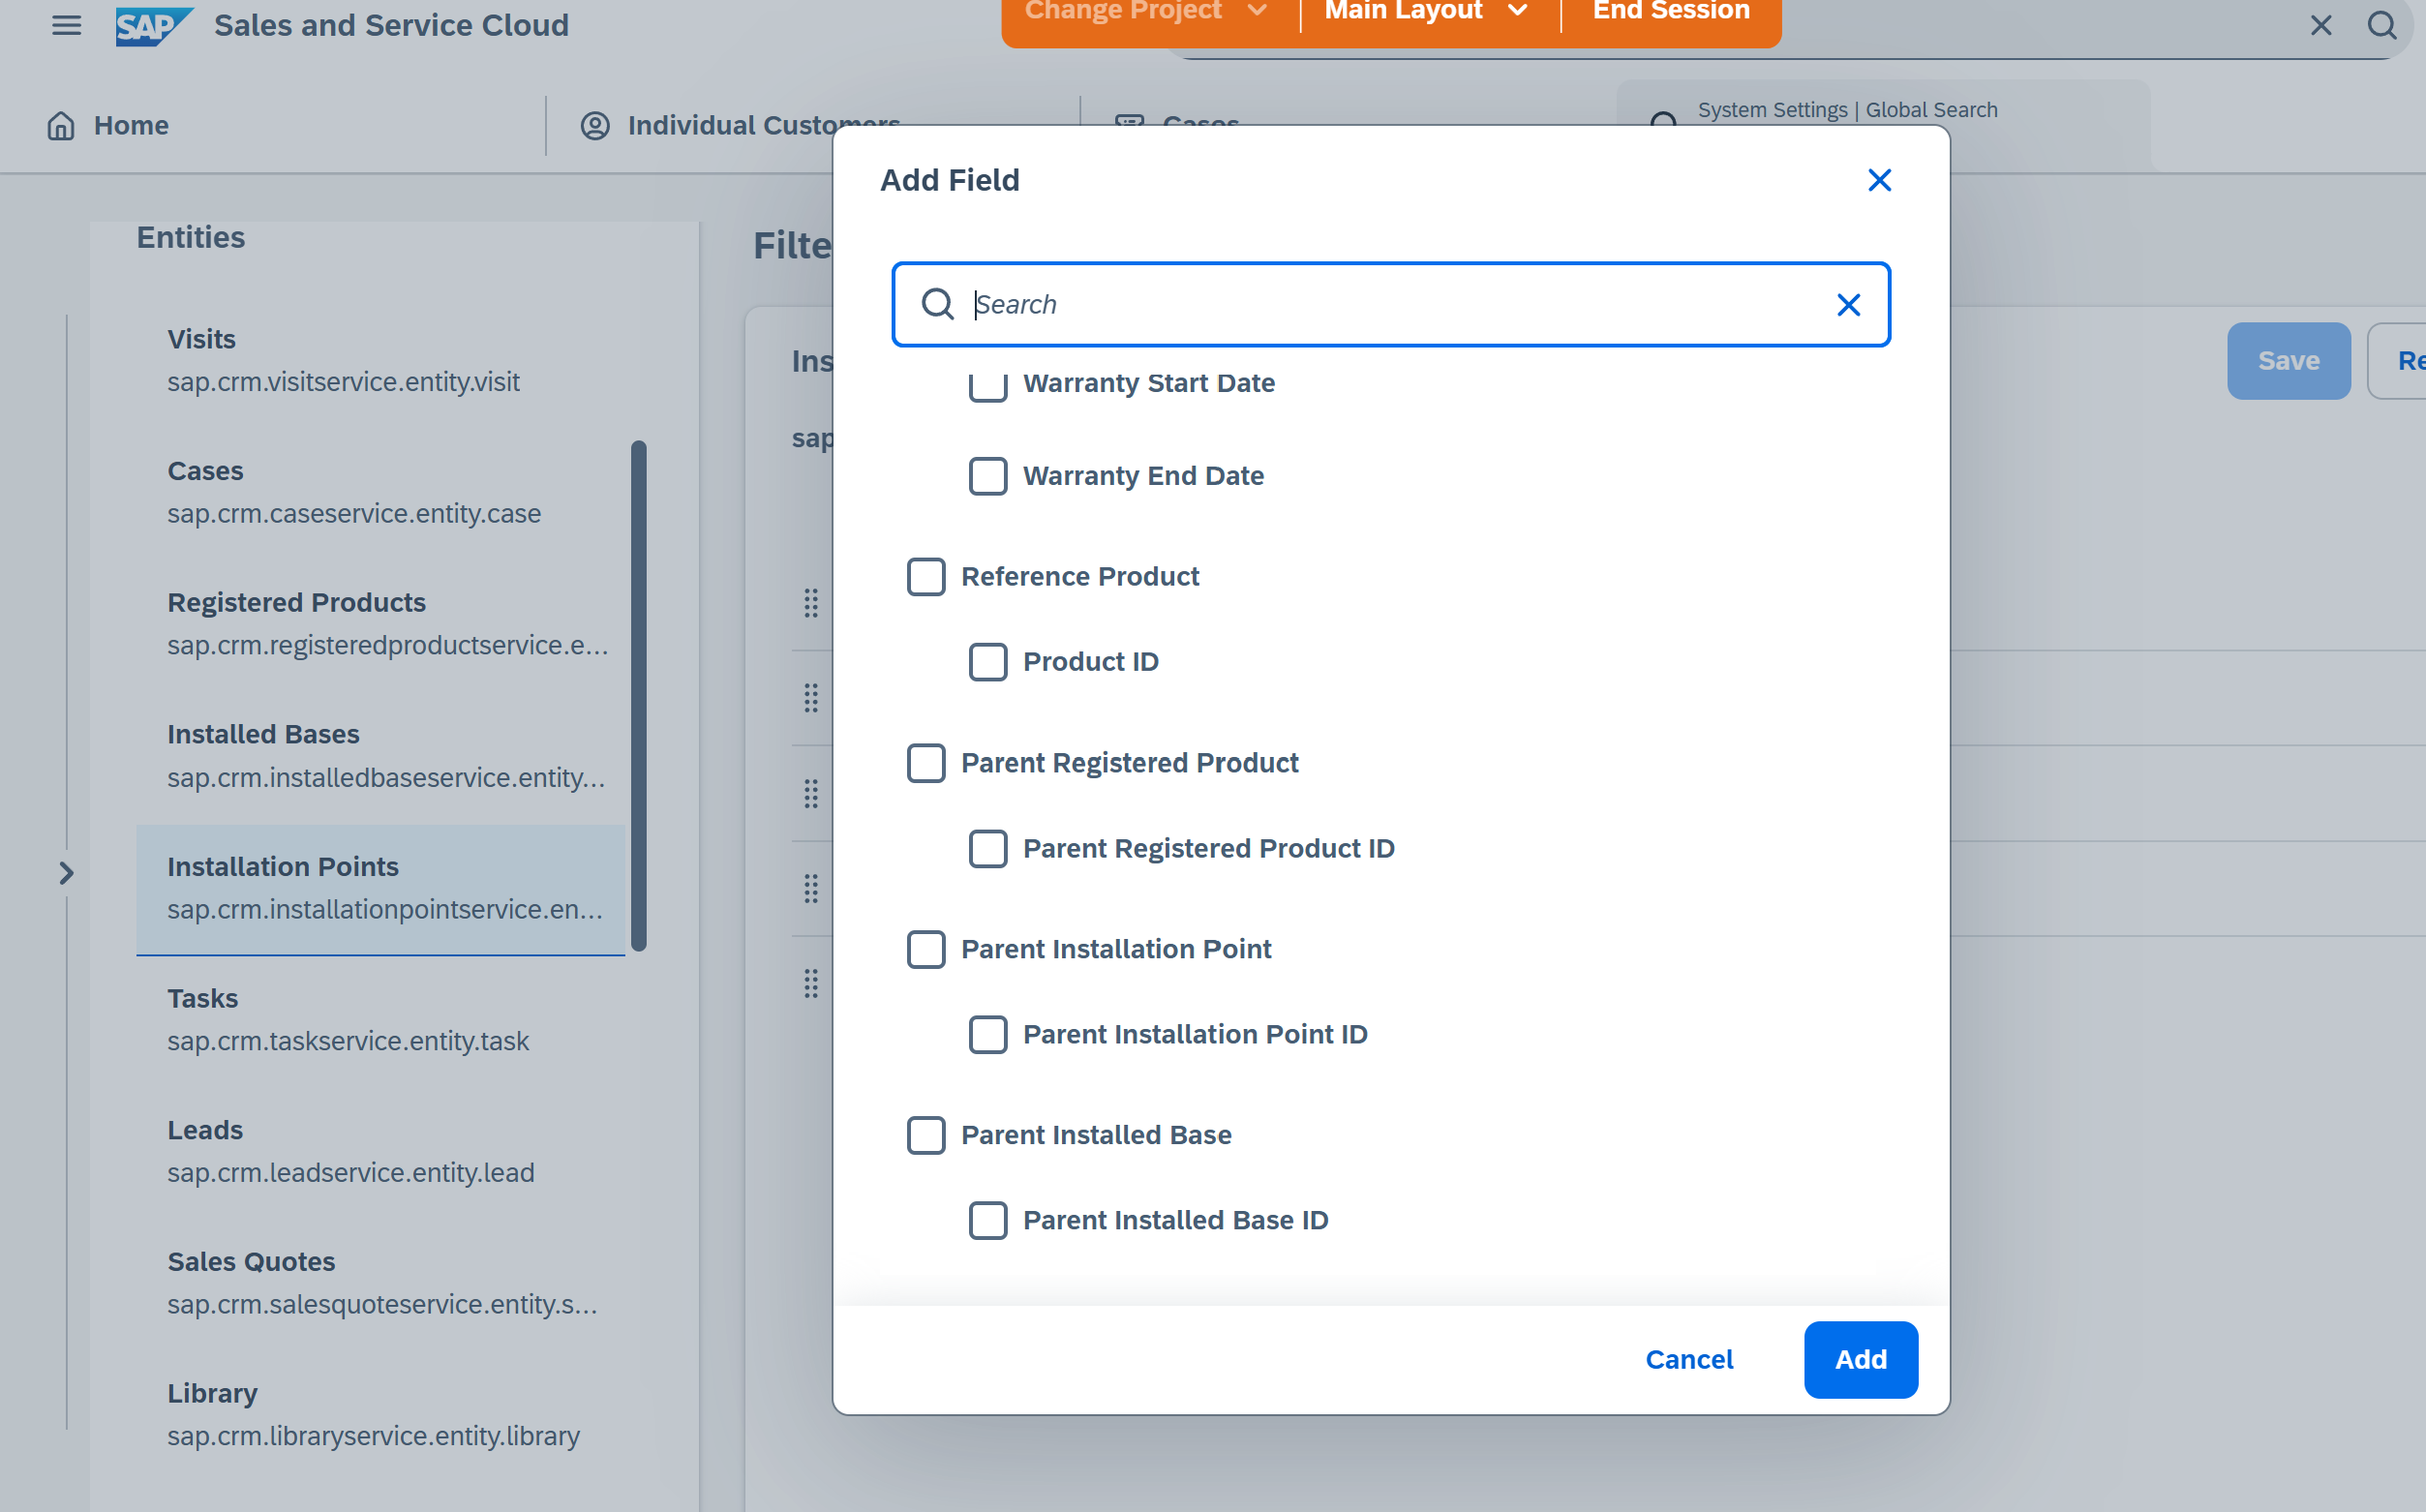 SAP Sales and Service Cloud
Change Project
Main Layout
End Session
Home
Individual Customers
Cases
System Settings | Global Search
Entities
Visits
sap.crm.visitservice.entity.visit
Cases
sap.crm.caseservice.entity.case
Registered Products
sap.crm.registeredproductservice.e...
Installed Bases
sap.crm.installedbaseservice.entity...
Installation Points
sap.crm.installationpointservice.en...
Tasks
sap.crm.taskservice.entity.task
Leads
sap.crm.leadservice.entity.lead
Sales Quotes
sap.crm.salesquoteservice.entity.s...
Library
sap.crm.libraryservice.entity.library
Filte
Ins
sap
Save
Re
Add Field
Search
Warranty Start Date
Warranty End Date
Reference Product
Product ID
Parent Registered Product
Parent Registered Product ID
Parent Installation Point
Parent Installation Point ID
Parent Installed Base
Parent Installed Base ID
Cancel
Add